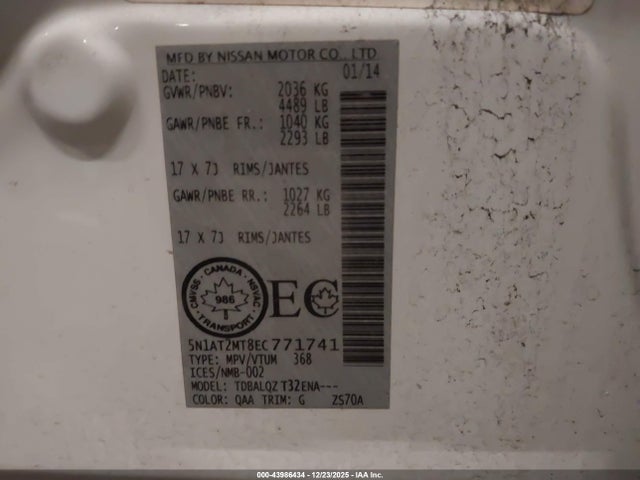 MFD BY NISSAN MOTOR CO., LTD
DATE: 01/14
GVWR/PNBV: 2036 KG
4489 LB
GAWR/PNBE FR.: 1040 KG
2293 LB
17 X 7J RIMS/JANTES
GAWR/PNBE RR.: 1027 KG
2264 LB
17 X 7J RIMS/JANTES
CMVSS · CANADA · NSVAC
986
TRANSPORT
EC
5N1AT2MT8EC771741
TYPE: MPV/VTUM 368
ICES/NMB-002
MODEL: TDBALQZ T32ENA---
COLOR: QAA TRIM: G ZS70A
000-43986434 - 12/23/2025 - IAA Inc.